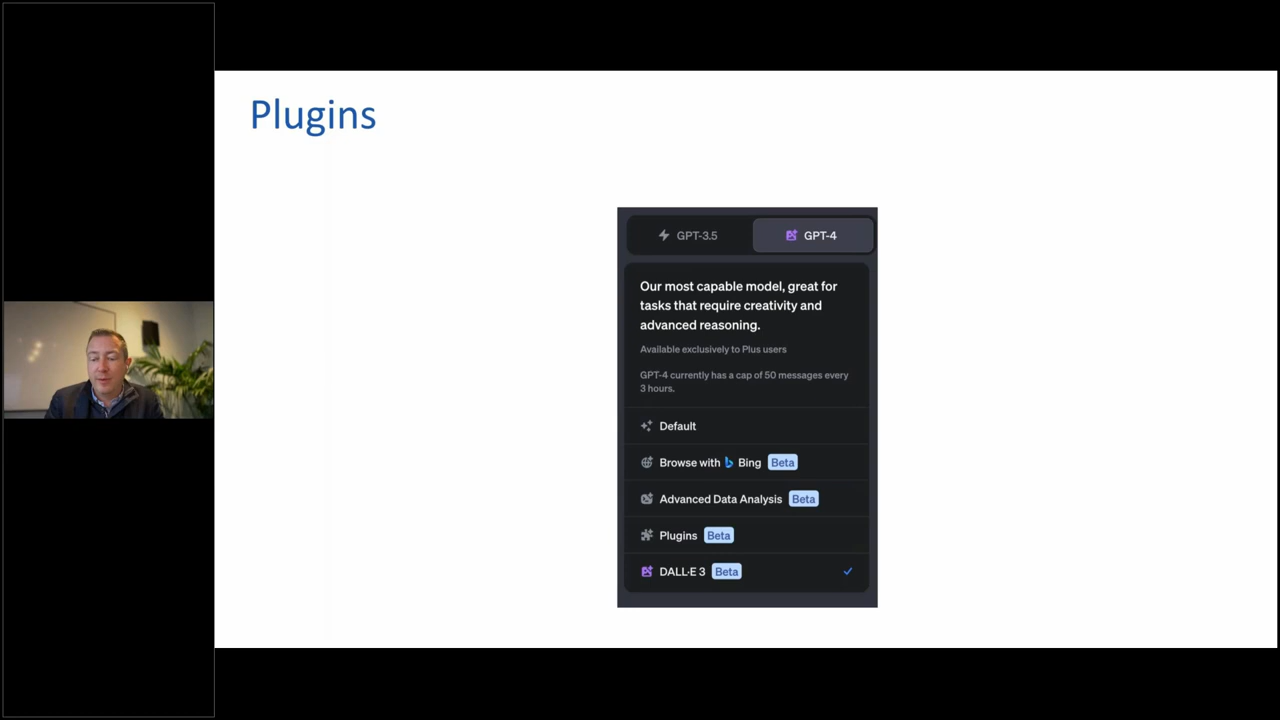 Plugins
GPT-3.5
GPT-4
Our most capable model, great for
tasks that require creativity and
advanced reasoning.
Available exclusively to Plus users
GPT-4 currently has a cap of 50 messages every
3 hours.
Default
Browse with Bing Beta
Advanced Data Analysis Beta
Plugins Beta
DALL·E 3 Beta